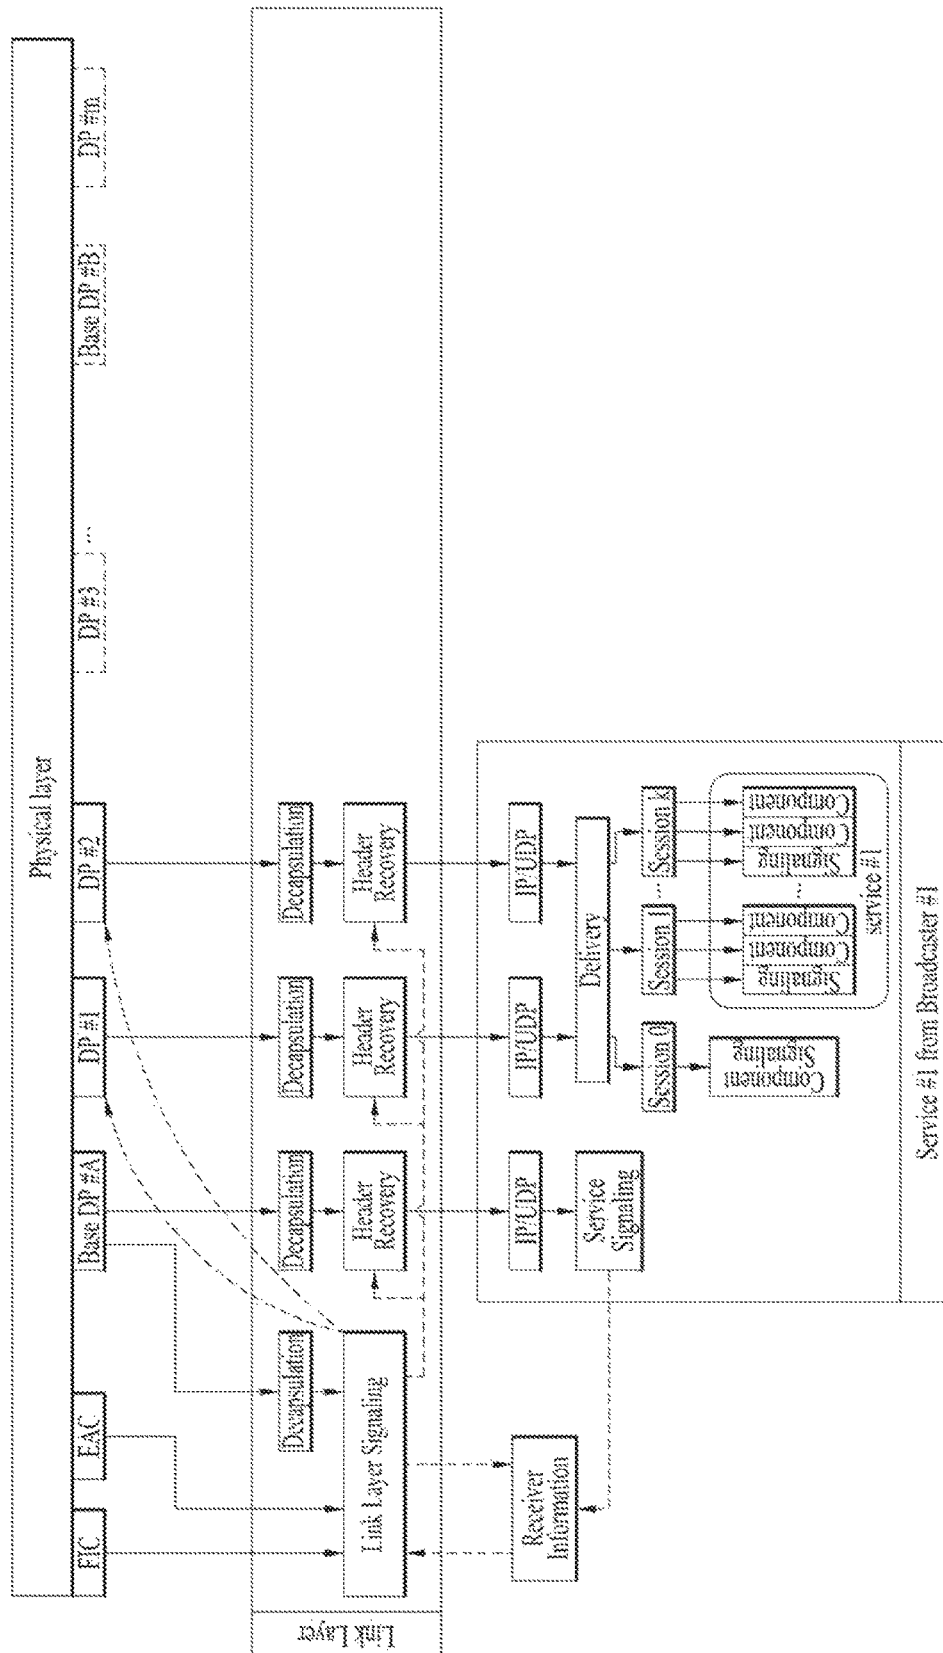 Physical layer
FIC
EAC
Base DP #A
DP #1
DP #2
DP #3
...
Base DP #B
DP #m
Link Layer
Decapsulation
Decapsulation
Decapsulation
Decapsulation
Link Layer Signaling
Header
Recovery
Header
Recovery
Header
Recovery
Receiver
Information
IP/UDP
IP/UDP
IP/UDP
Service
Signaling
Delivery
Session 0
Session 1
...
Session k
Component
Signaling
Signaling
Component
Component
...
Signaling
Component
Component
service #1
Service #1 from Broadcaster #1